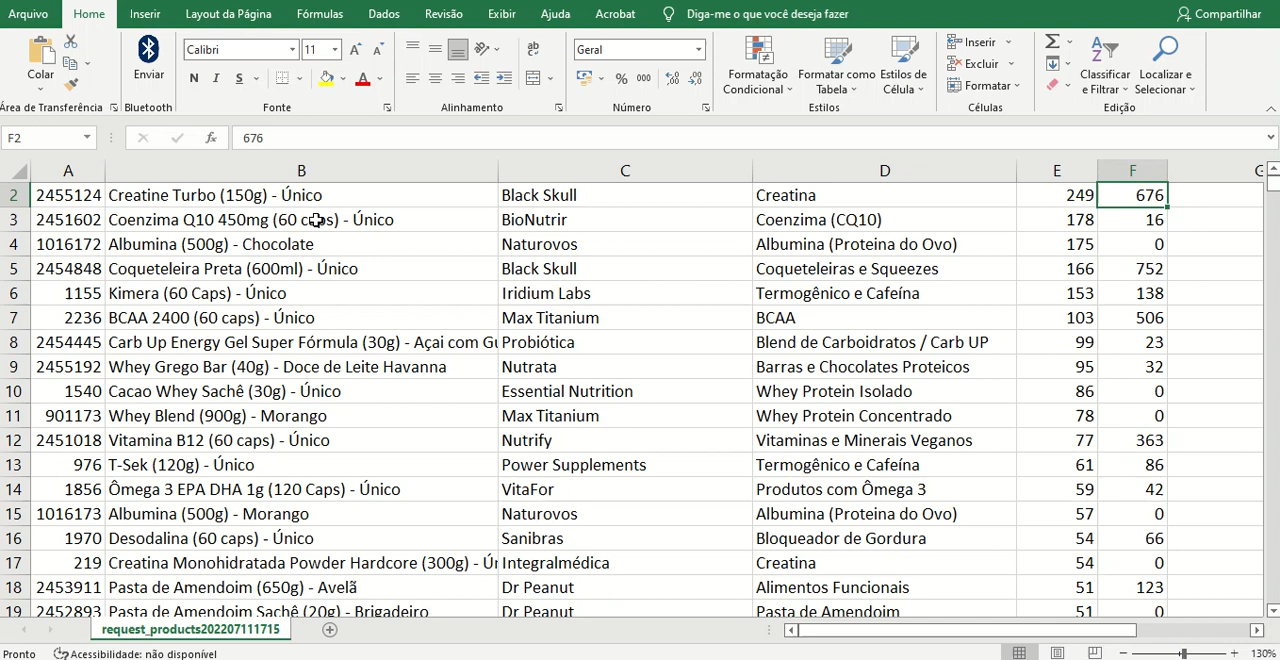 Arquivo Home Inserir Layout da Página Fórmulas Dados Revisão Exibir Ajuda Acrobat Diga-me o que você deseja fazer Compartilhar
Colar Enviar Calibri 11 N I S Geral % 000 Formatação Condicional Formatar como Tabela Estilos de Célula Inserir Excluir Formatar Classificar e Filtrar Localizar e Selecionar
Área de Transferência Bluetooth Fonte Alinhamento Número Estilos Células Edição
F2 fx 676
A B C D E F G
2 2455124 Creatine Turbo (150g) - Único Black Skull Creatina 249 676
3 2451602 Coenzima Q10 450mg (60 caps) - Único BioNutrir Coenzima (CQ10) 178 16
4 1016172 Albumina (500g) - Chocolate Naturovos Albumina (Proteina do Ovo) 175 0
5 2454848 Coqueteleira Preta (600ml) - Único Black Skull Coqueteleiras e Squeezes 166 752
6 1155 Kimera (60 Caps) - Único Iridium Labs Termogênico e Cafeína 153 138
7 2236 BCAA 2400 (60 caps) - Único Max Titanium BCAA 103 506
8 2454445 Carb Up Energy Gel Super Fórmula (30g) - Açai com Gu Probiótica Blend de Carboidratos / Carb UP 99 23
9 2455192 Whey Grego Bar (40g) - Doce de Leite Havanna Nutrata Barras e Chocolates Proteicos 95 32
10 1540 Cacao Whey Sachê (30g) - Único Essential Nutrition Whey Protein Isolado 86 0
11 901173 Whey Blend (900g) - Morango Max Titanium Whey Protein Concentrado 78 0
12 2451018 Vitamina B12 (60 caps) - Único Nutrify Vitaminas e Minerais Veganos 77 363
13 976 T-Sek (120g) - Único Power Supplements Termogênico e Cafeína 61 86
14 1856 Ômega 3 EPA DHA 1g (120 Caps) - Único VitaFor Produtos com Ômega 3 59 42
15 1016173 Albumina (500g) - Morango Naturovos Albumina (Proteina do Ovo) 57 0
16 1970 Desodalina (60 caps) - Único Sanibras Bloqueador de Gordura 54 66
17 219 Creatina Monohidratada Powder Hardcore (300g) - Úr Integralmédica Creatina 54 0
18 2453911 Pasta de Amendoim (650g) - Avelã Dr Peanut Alimentos Funcionais 51 123
19 2452893 Pasta de Amendoim Sachê (20g) - Brigadeiro Dr Peanut Pasta de Amendoim 51 0
request_products202207111715
Pronto Acessibilidade: não disponível 130%